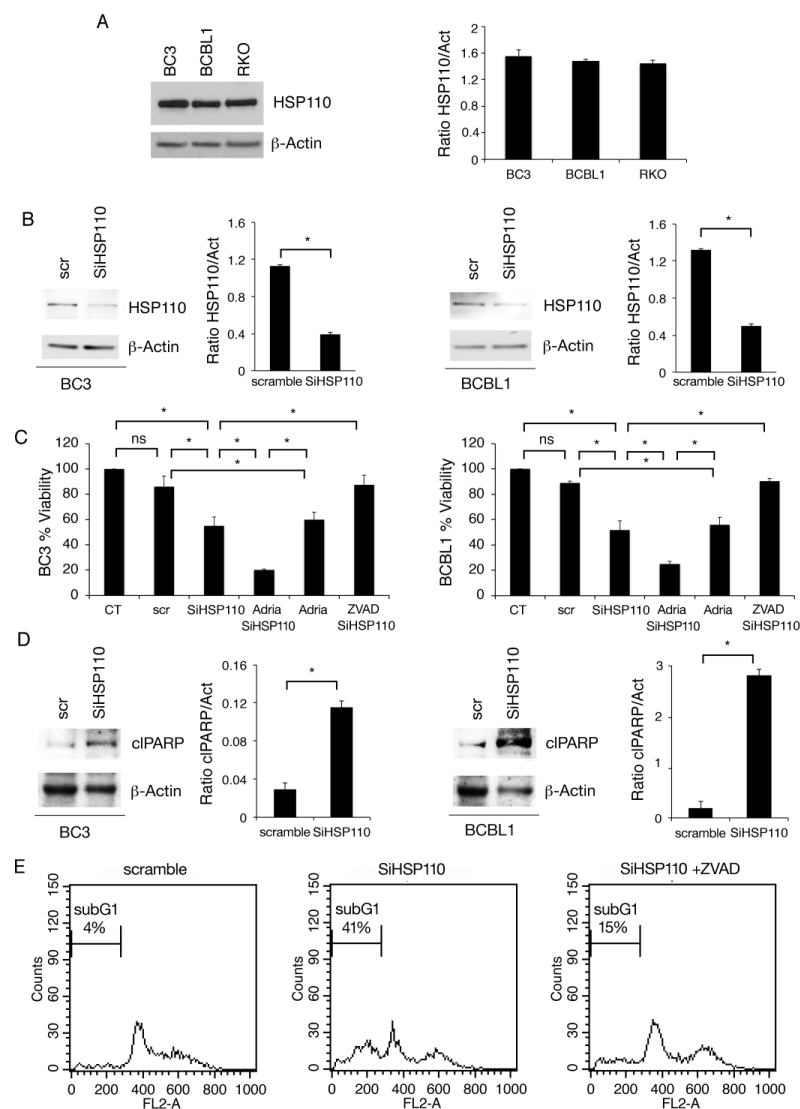 A
BC3 BCBL1 RKO
HSP110
β-Actin
Ratio HSP110/Act
1.6
1.2
0.8
0.4
0
BC3 BCBL1 RKO
B
scr SiHSP110
HSP110
β-Actin
BC3
Ratio HSP110/Act
1.6
1.2
0.8
0.4
0
*
scramble SiHSP110
scr SiHSP110
HSP110
β-Actin
BCBL1
Ratio HSP110/Act
1.6
1.2
0.8
0.4
0
*
scramble SiHSP110
C
BC3 % Viability
120
100
80
60
40
20
0
* *
ns * * *
*
CT scr SiHSP110 Adria Adria ZVAD
SiHSP110 SiHSP110
BCBL1 % Viability
120
100
80
60
40
20
0
* *
ns * * *
*
CT scr SiHSP110 Adria Adria ZVAD
SiHSP110 SiHSP110
D
scr SiHSP110
clPARP
β-Actin
BC3
Ratio clPARP/Act
0.16
0.12
0.08
0.04
0
*
scramble SiHSP110
scr SiHSP110
clPARP
β-Actin
BCBL1
Ratio clPARP/Act
3
2
1
0
*
scramble SiHSP110
E
scramble
Counts
150
120
90
60
30
0
subG1
4%
0 200 400 600 800 1000
FL2-A
SiHSP110
Counts
150
120
90
60
30
0
subG1
41%
0 200 400 600 800 1000
FL2-A
SiHSP110 +ZVAD
Counts
150
120
90
60
30
0
subG1
15%
0 200 400 600 800 1000
FL2-A